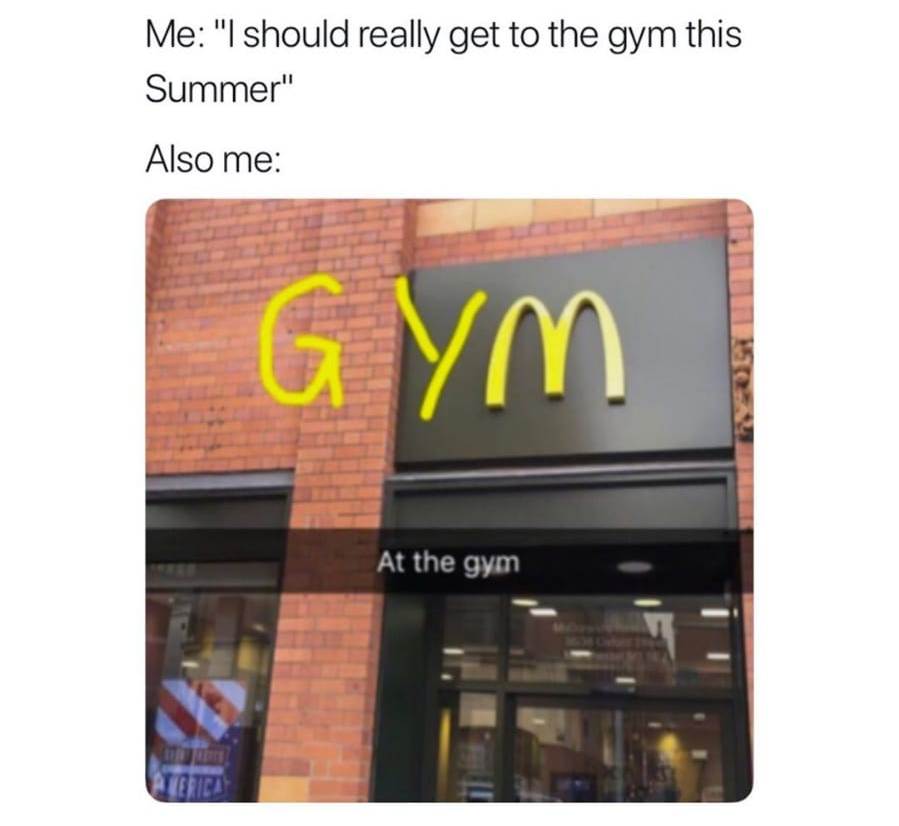 Me: "I should really get to the gym this
Summer"
Also me:
GYM
At the gym
AMERICA